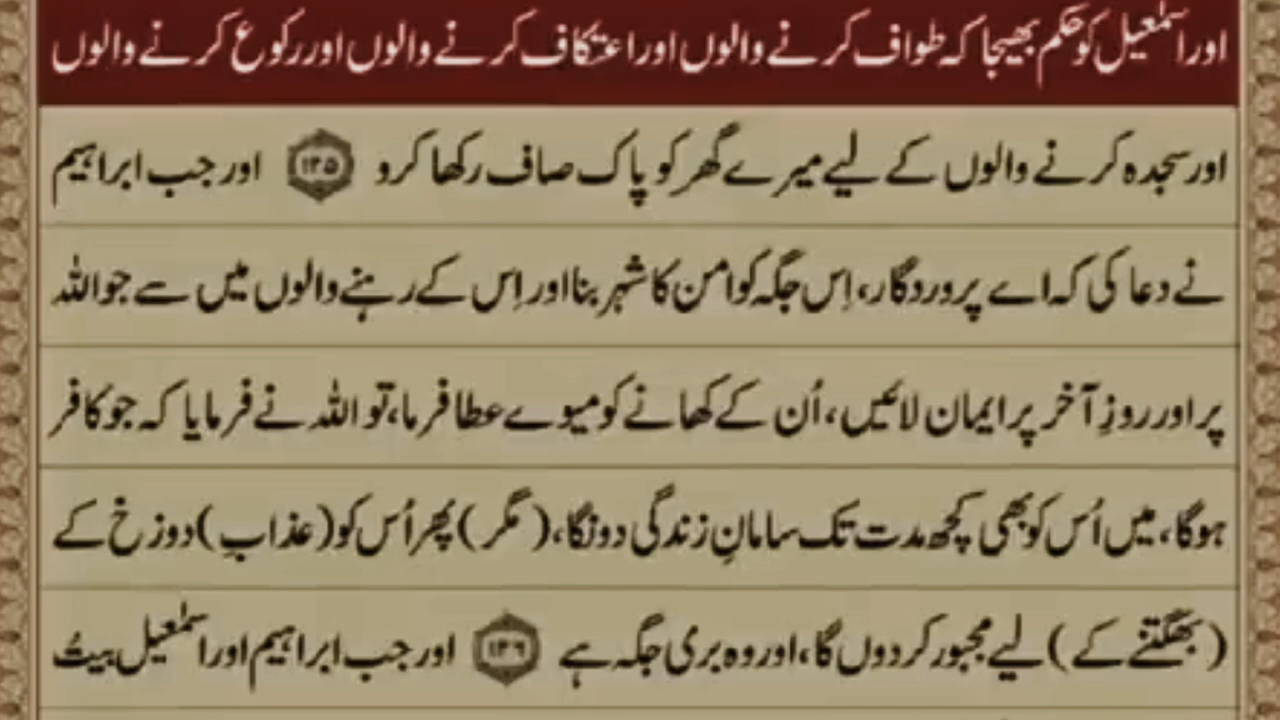 اور اسمٰعیل کو حکم بھیجا کہ طواف کرنے والوں اور اعتکاف کرنے والوں اور رکوع کرنے والوں
اور سجدہ کرنے والوں کے لیے میرے گھر کو پاک صاف رکھا کرو ۱۲۵ اور جب ابراہیم
نے دعا کی کہ اے پروردگار، اِس جگہ کو امن کا شہر بنا اور اِس کے رہنے والوں میں سے جو اللہ
پر اور روزِ آخر پر ایمان لائیں، اُن کے کھانے کو میوے عطا فرما، تو اللہ نے فرمایا کہ جو کافر
ہوگا، میں اُس کو بھی کچھ مدت تک سامانِ زندگی دونگا، (مگر) پھر اُس کو (عذابِ) دوزخ کے
(بھگتنے کے) لیے مجبور کر دوں گا، اور وہ بری جگہ ہے ۱۲۶ اور جب ابراہیم اور اسمٰعیل بیتُ